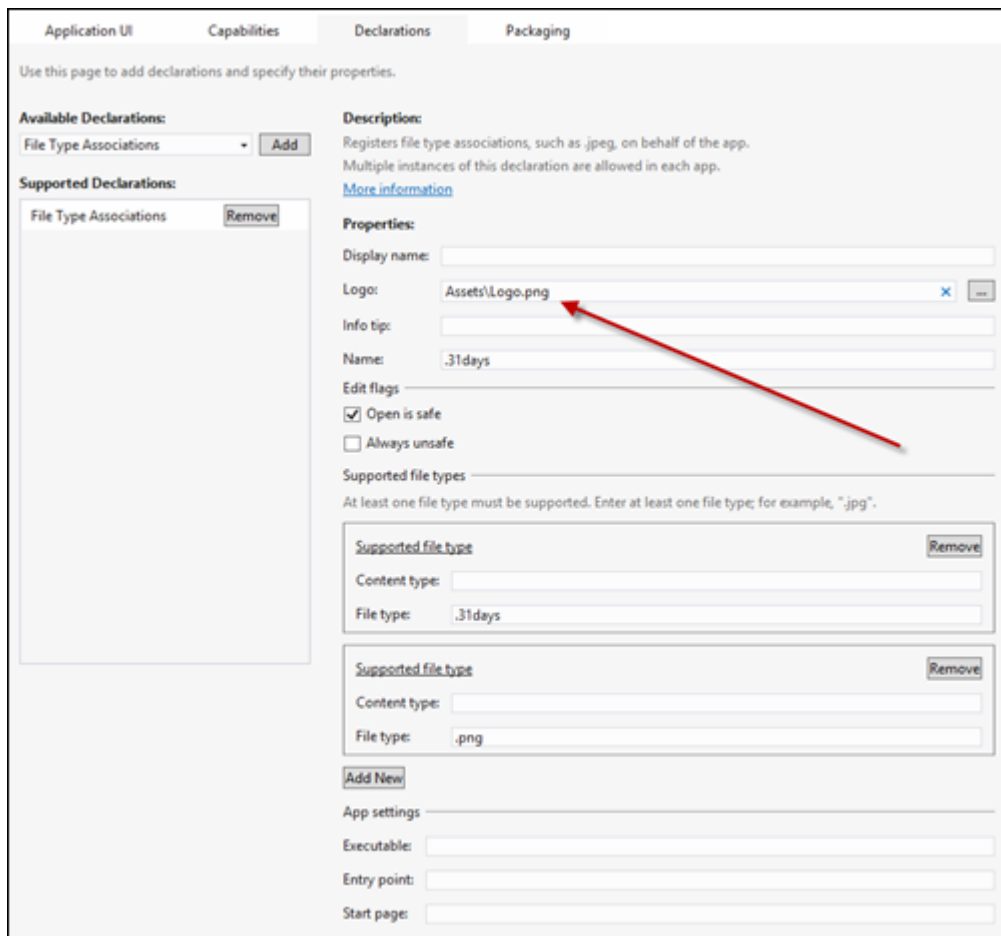 Application UI Capabilities Declarations Packaging
Use this page to add declarations and specify their properties.
Available Declarations:
File Type Associations Add
Supported Declarations:
File Type Associations Remove
Description:
Registers file type associations, such as .jpeg, on behalf of the app.
Multiple instances of this declaration are allowed in each app.
More information
Properties:
Display name:
Logo: Assets\Logo.png × ...
Info tip:
Name: .31days
Edit flags
Open is safe
Always unsafe
Supported file types
At least one file type must be supported. Enter at least one file type; for example, ".jpg".
Supported file type Remove
Content type:
File type: .31days
Supported file type Remove
Content type:
File type: .png
Add New
App settings
Executable:
Entry point:
Start page: